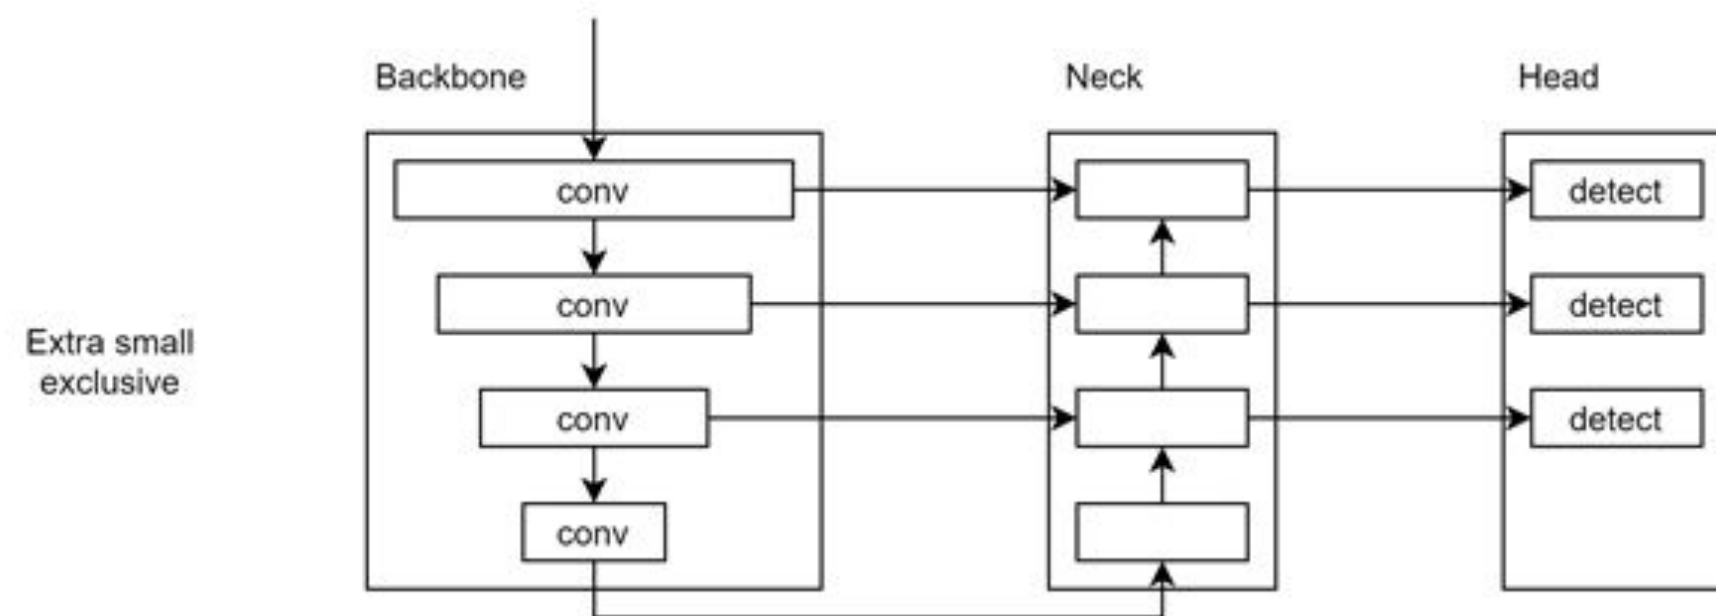 Backbone
Neck
Head
conv
detect
conv
detect
Extra small
exclusive
conv
detect
conv